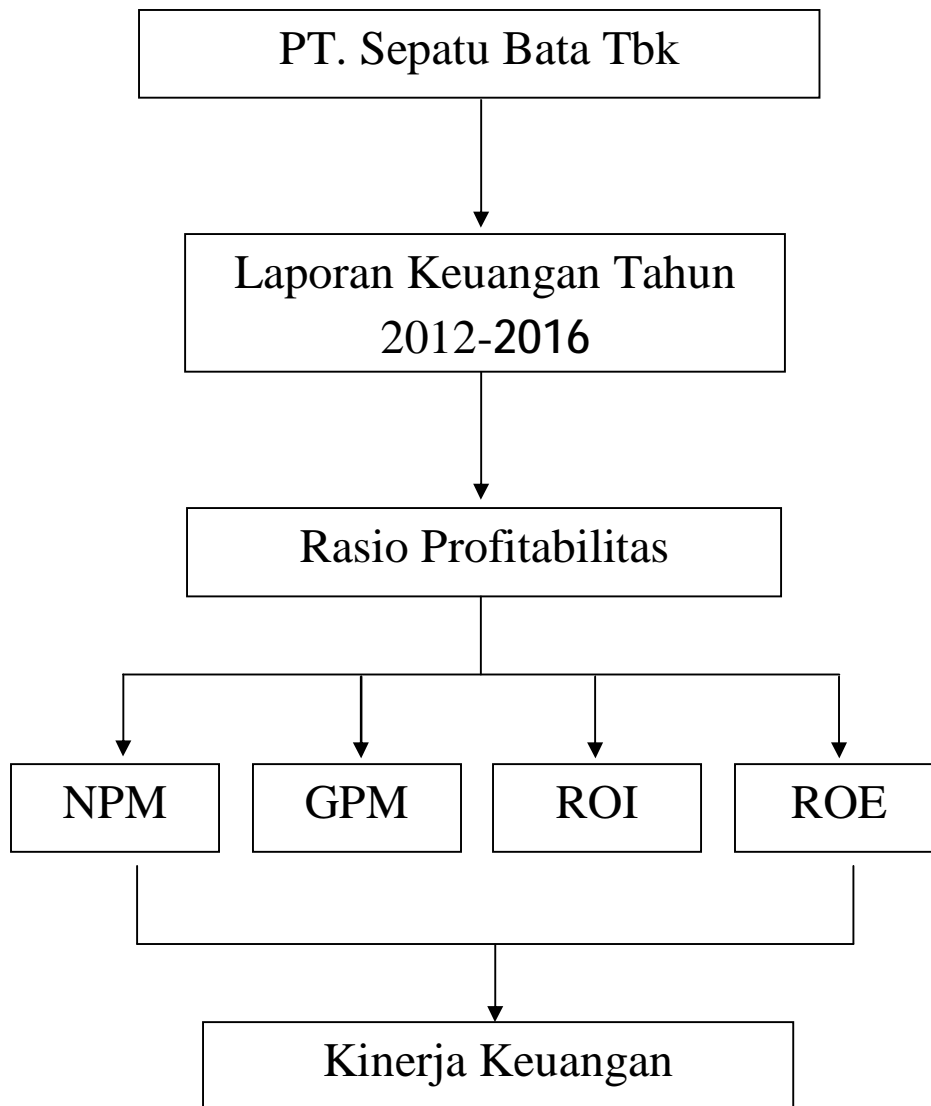 PT. Sepatu Bata Tbk
Laporan Keuangan Tahun
2012-2016
Rasio Profitabilitas
NPM
GPM
ROI
ROE
Kinerja Keuangan